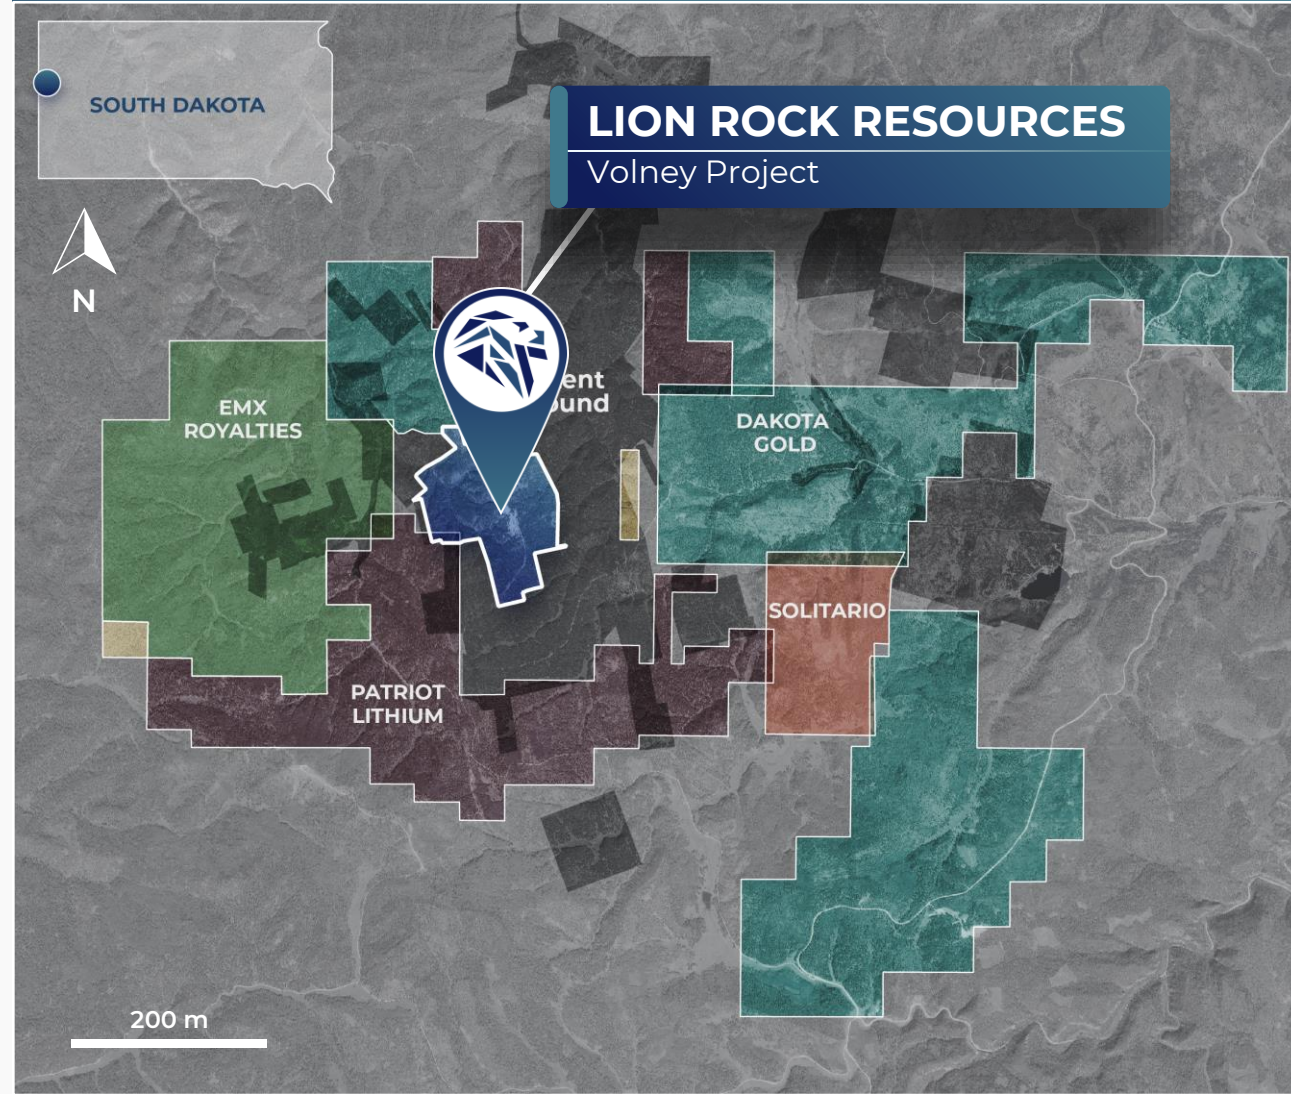 SOUTH DAKOTA
LION ROCK RESOURCES
Volney Project
N
EMX
ROYALTIES
DAKOTA
GOLD
SOLITARIO
PATRIOT
LITHIUM
200 m